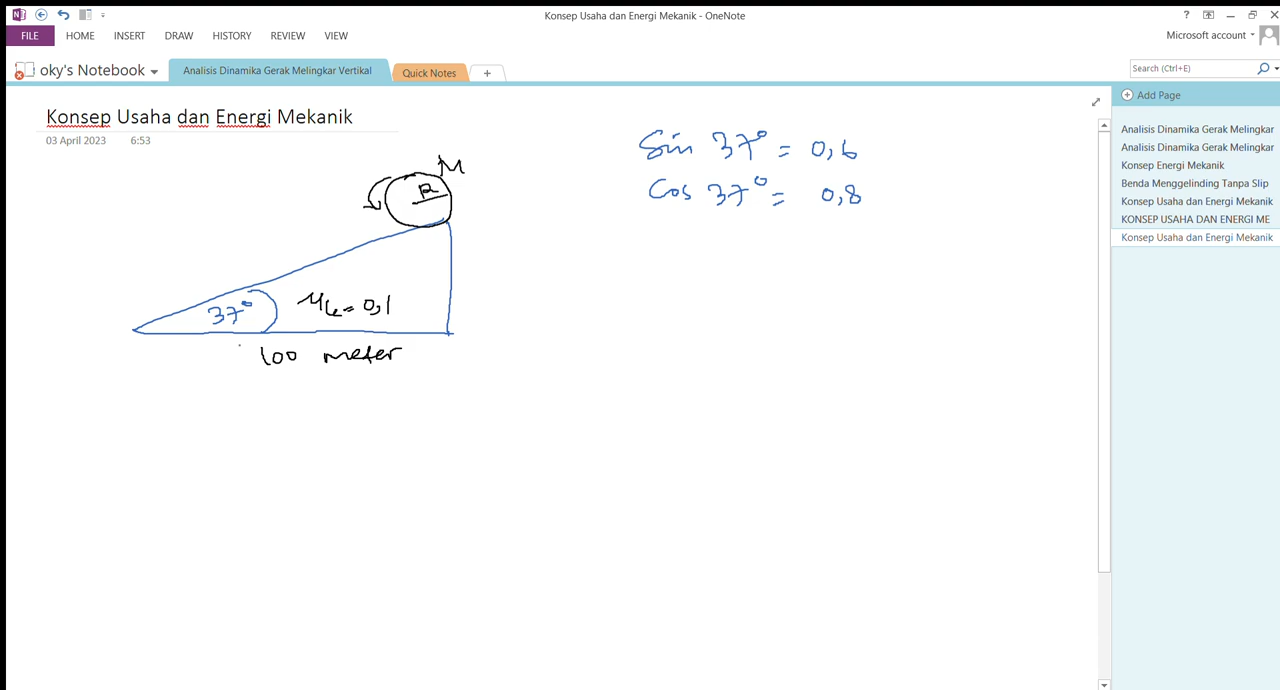 Konsep Usaha dan Energi Mekanik - OneNote
?
FILE HOME INSERT DRAW HISTORY REVIEW VIEW
Microsoft account
oky's Notebook
Analisis Dinamika Gerak Melingkar Vertikal
Quick Notes
+
Search (Ctrl+E)
Add Page
Konsep Usaha dan Energi Mekanik
03 April 2023 6:53
M
R
37°
μk = 0,1
100 meter
Sin 37° = 0,6
Cos 37° = 0,8
Analisis Dinamika Gerak Melingkar
Analisis Dinamika Gerak Melingkar
Konsep Energi Mekanik
Benda Menggelinding Tanpa Slip
Konsep Usaha dan Energi Mekanik
KONSEP USAHA DAN ENERGI ME
Konsep Usaha dan Energi Mekanik